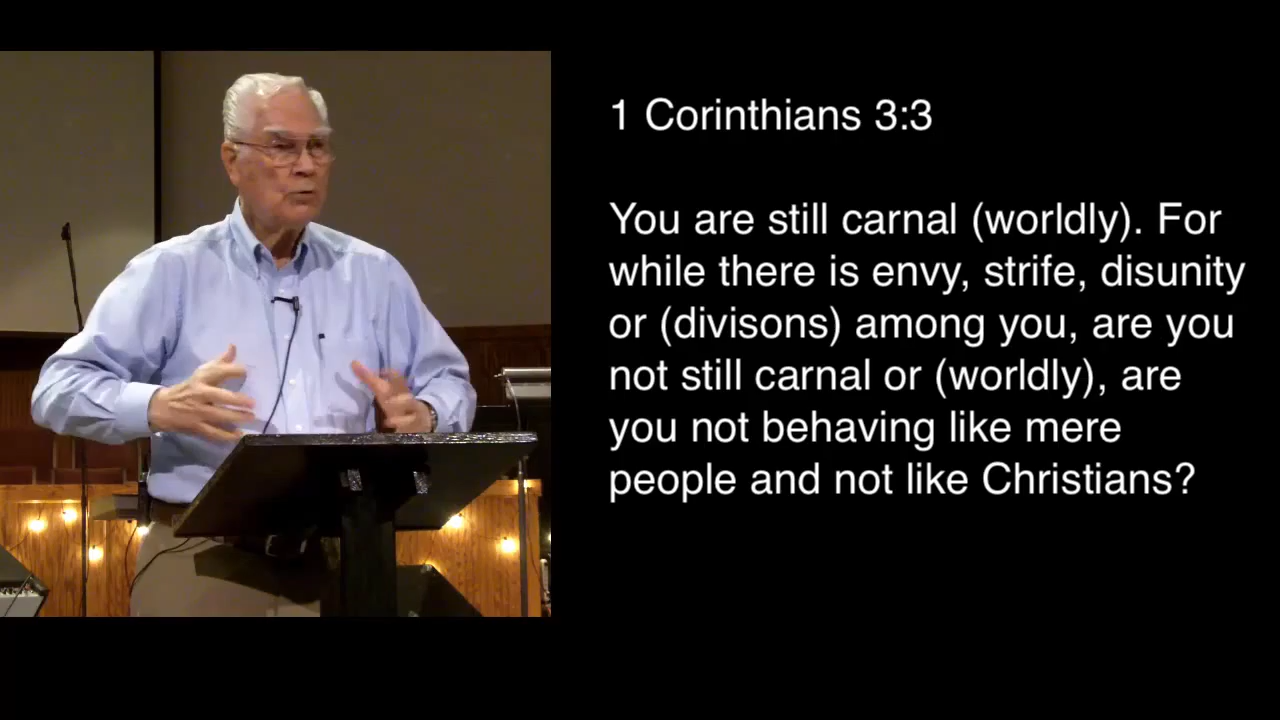 1 Corinthians 3:3
You are still carnal (worldly). For
while there is envy, strife, disunity
or (divisons) among you, are you
not still carnal or (worldly), are
you not behaving like mere
people and not like Christians?